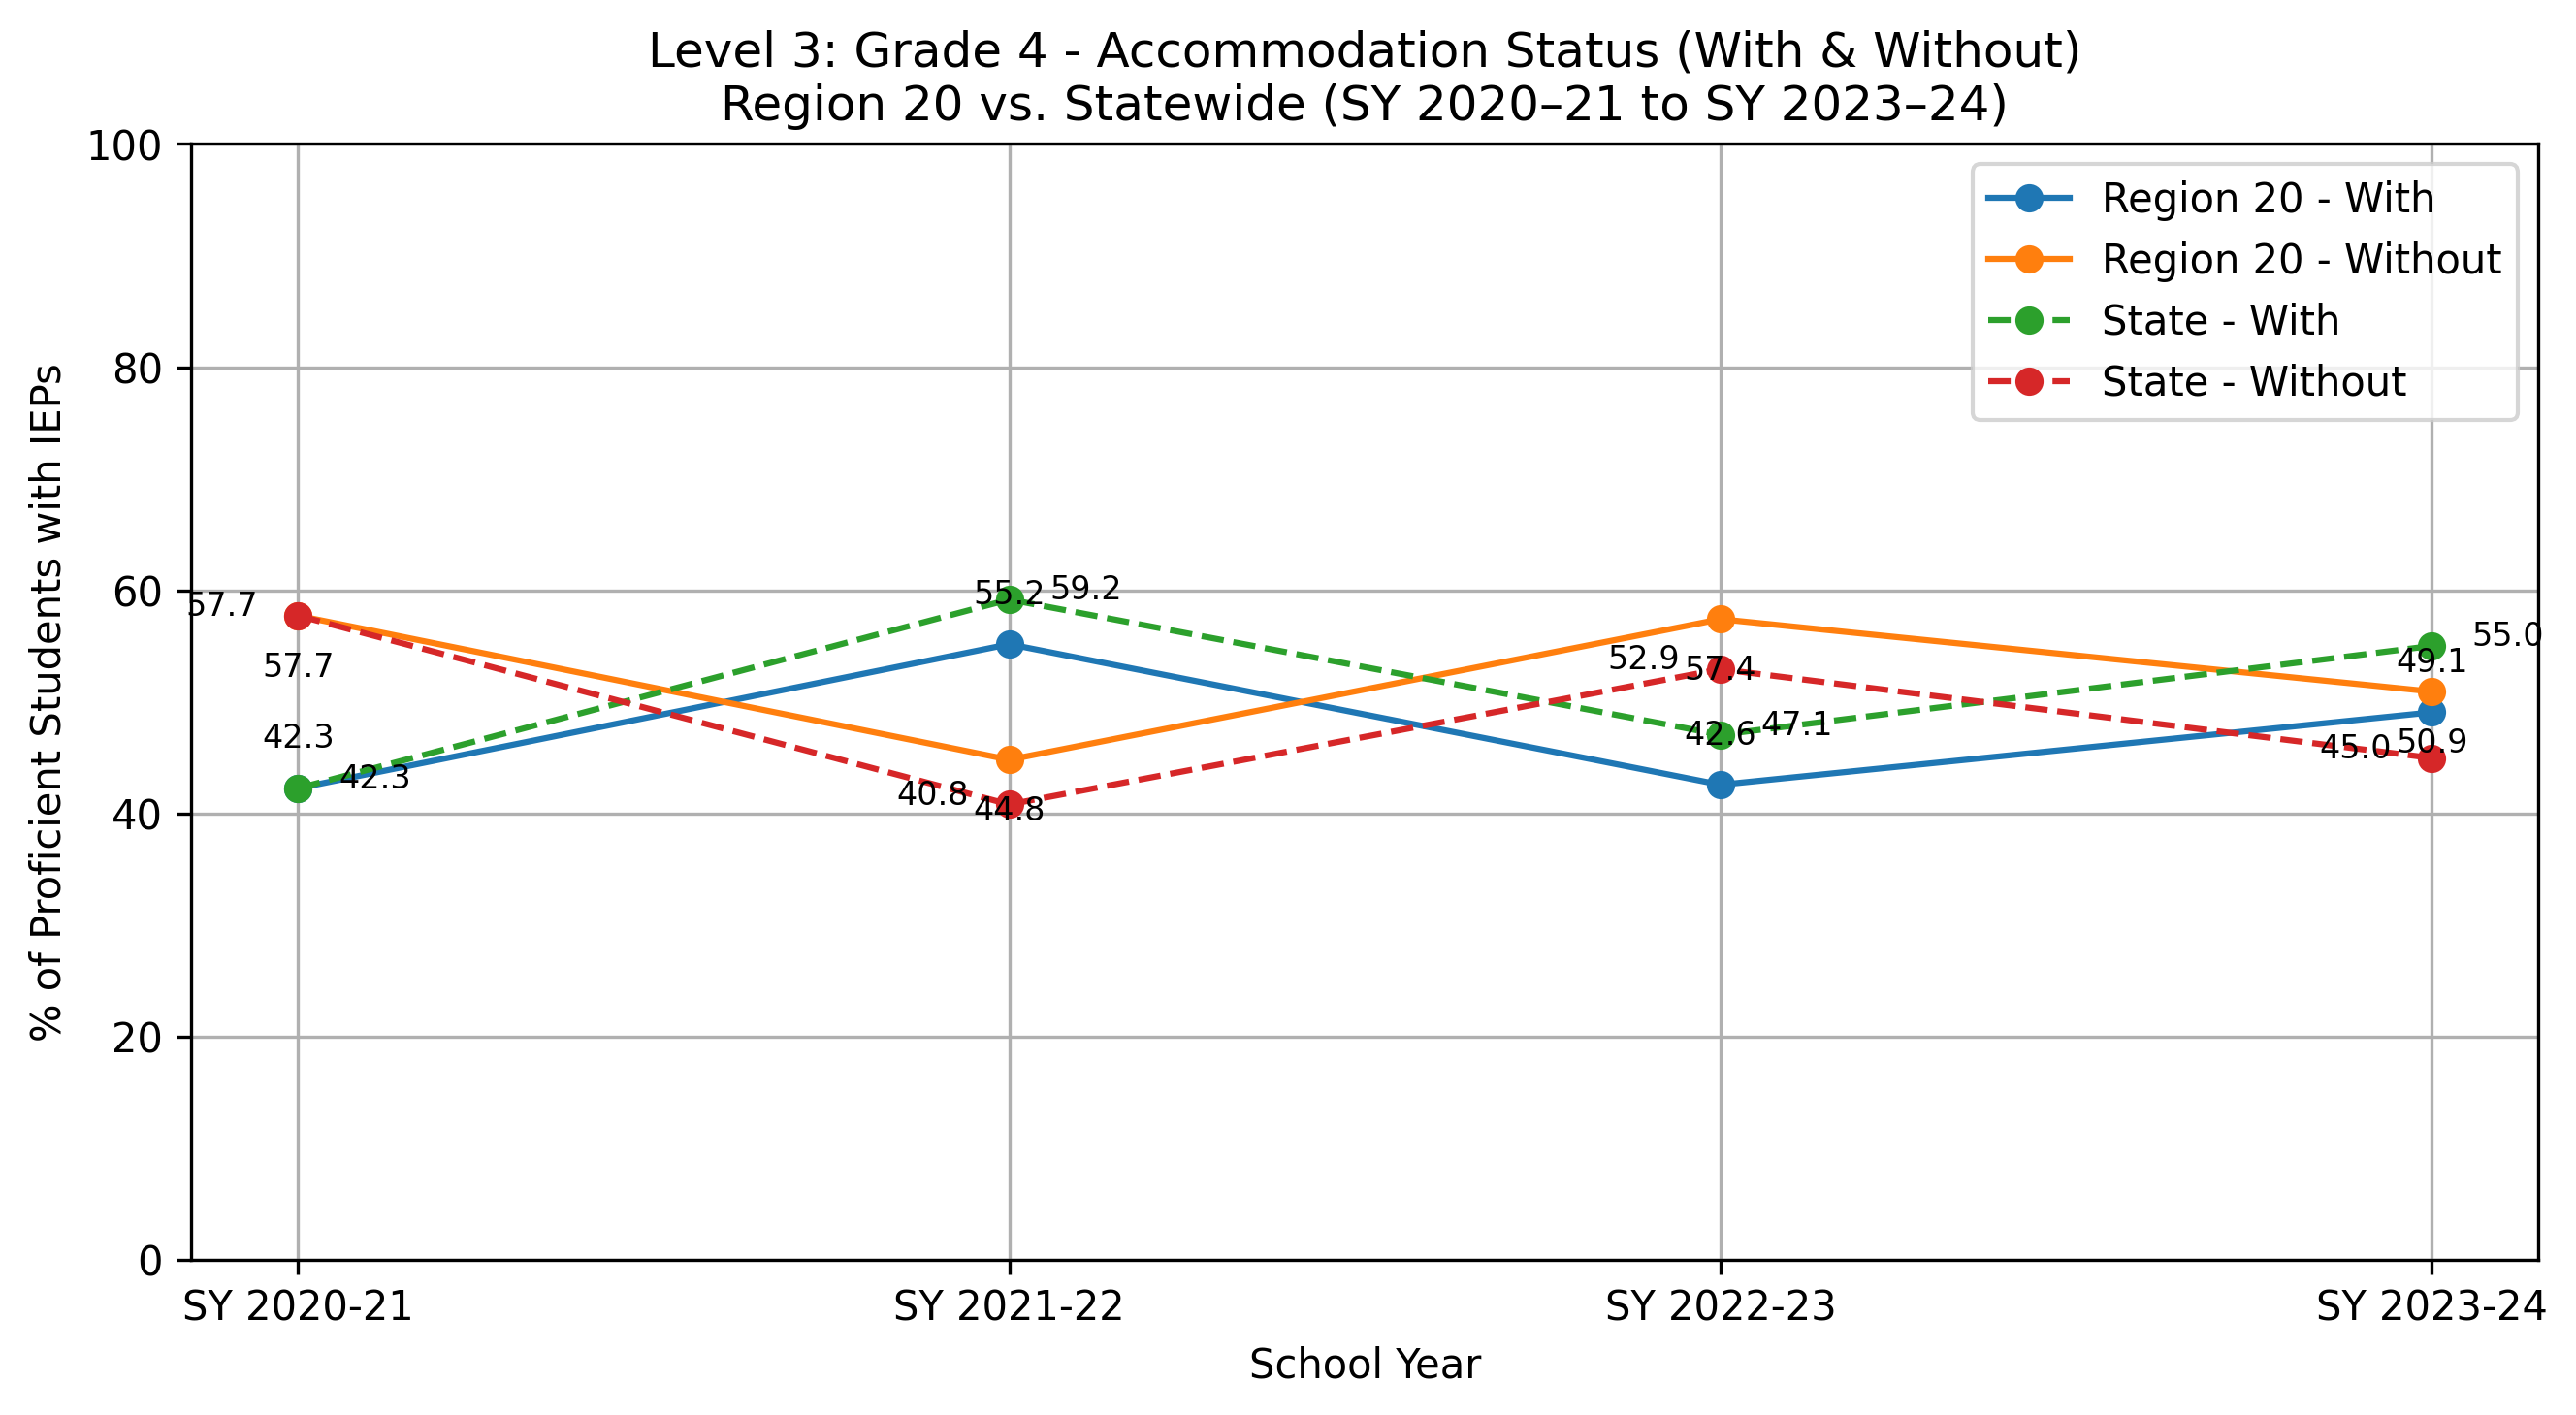 Level 3: Grade 4 - Accommodation Status (With & Without)
Region 20 vs. Statewide (SY 2020–21 to SY 2023–24)
% of Proficient Students with IEPs
100
80
60
40
20
0
Region 20 - With
Region 20 - Without
State - With
State - Without
57.7
57.7
42.3
42.3
55.2
59.2
40.8
44.8
52.9
57.4
42.6
47.1
55.0
49.1
45.0
50.9
SY 2020-21
SY 2021-22
SY 2022-23
SY 2023-24
School Year